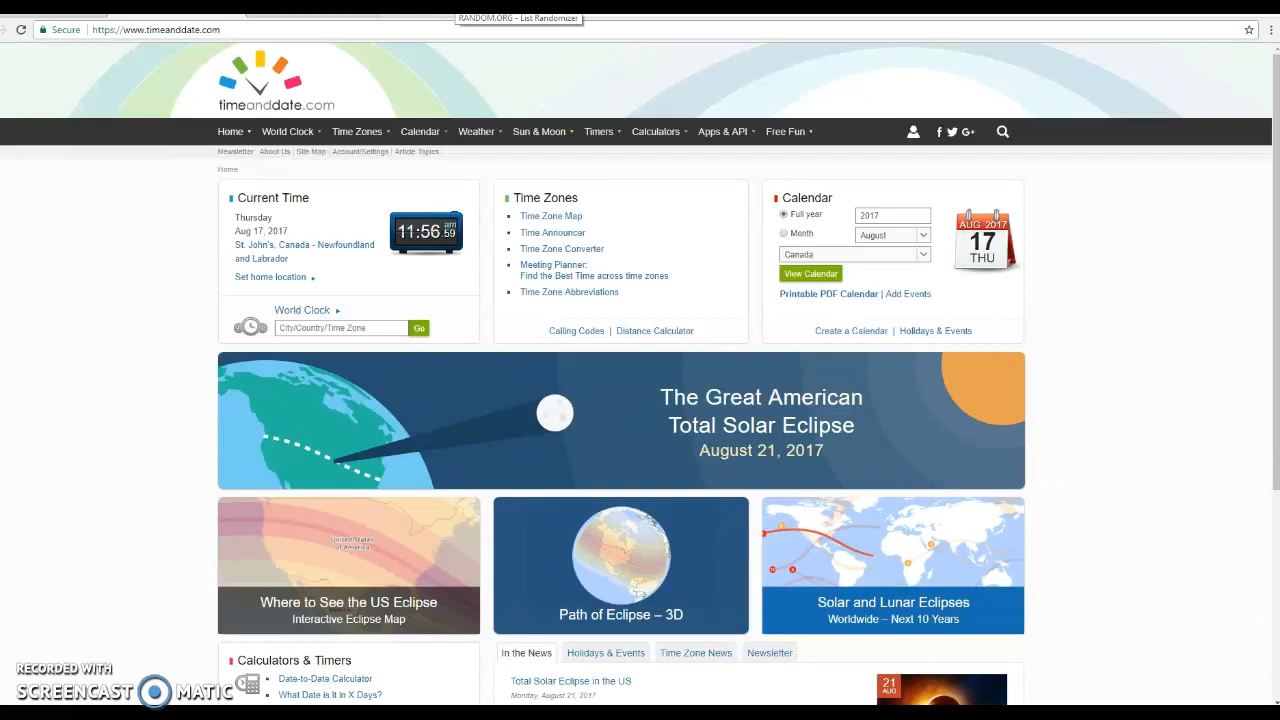 RANDOM.ORG - List Randomizer
Secure https://www.timeanddate.com
timeanddate.com
Home World Clock Time Zones Calendar Weather Sun & Moon Timers Calculators Apps & API Free Fun
Newsletter About Us Site Map Account/Settings Article Topics
Home
Current Time
Thursday
Aug 17, 2017
St. John's, Canada - Newfoundland
and Labrador
Set home location
11:56 am 59
World Clock
City/Country/Time Zone Go
Time Zones
Time Zone Map
Time Announcer
Time Zone Converter
Meeting Planner:
Find the Best Time across time zones
Time Zone Abbreviations
Calling Codes | Distance Calculator
Calendar
Full year 2017
Month August
Canada
View Calendar
Printable PDF Calendar | Add Events
AUG 2017
17
THU
Create a Calendar | Holidays & Events
The Great American
Total Solar Eclipse
August 21, 2017
United States
of America
Where to See the US Eclipse
Interactive Eclipse Map
Path of Eclipse – 3D
Solar and Lunar Eclipses
Worldwide – Next 10 Years
Calculators & Timers
Date-to-Date Calculator
What Date is It in X Days?
In the News Holidays & Events Time Zone News Newsletter
Total Solar Eclipse in the US
Monday, August 21, 2017
21
AUG
RECORDED WITH
SCREENCAST MATIC